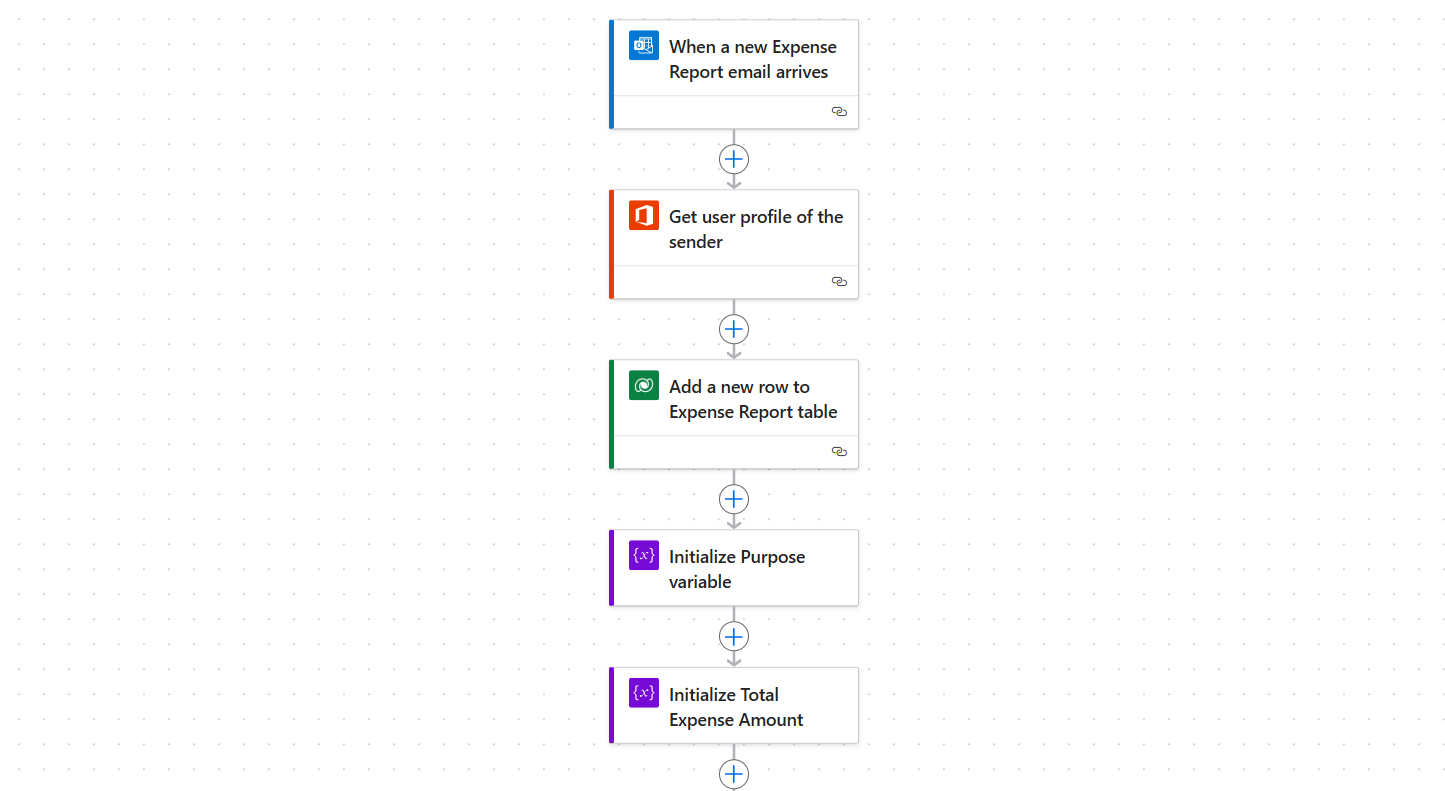 When a new Expense
Report email arrives
Get user profile of the
sender
Add a new row to
Expense Report table
{x}
Initialize Purpose
variable
{x}
Initialize Total
Expense Amount